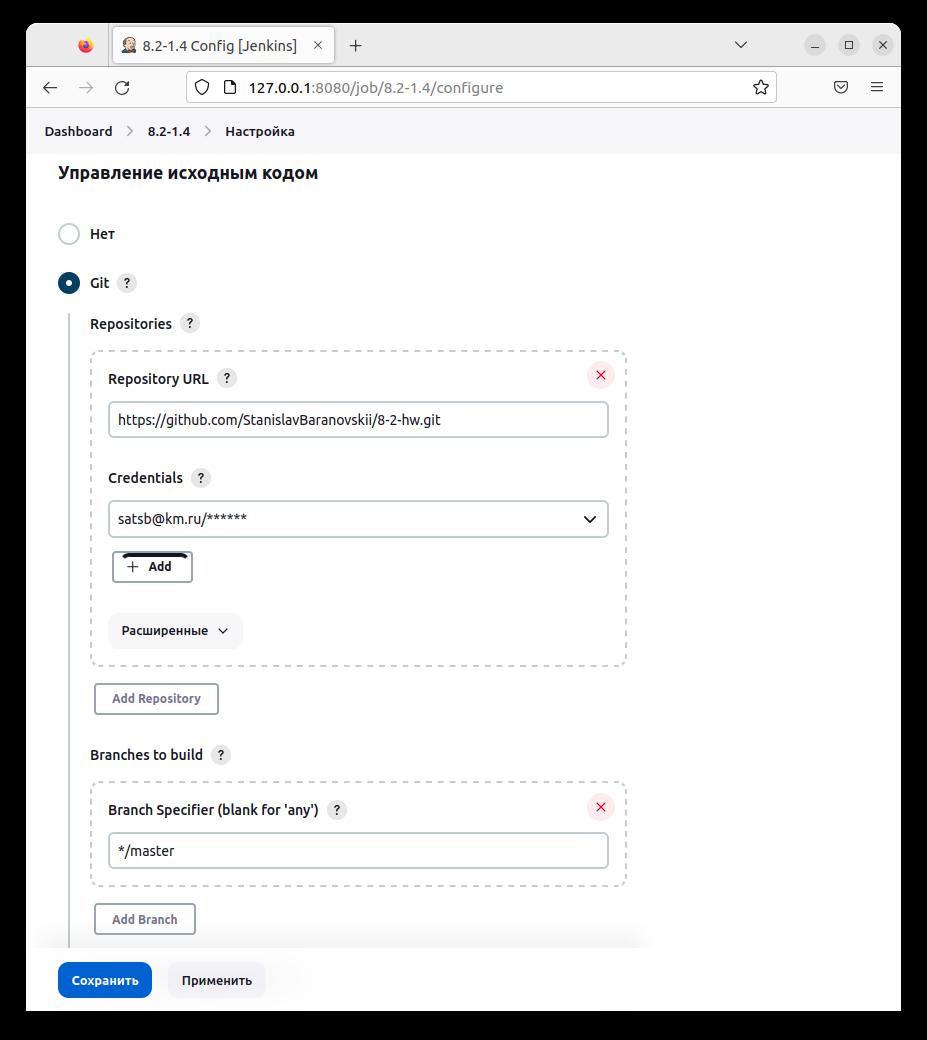 8.2-1.4 Config [Jenkins]
127.0.0.1:8080/job/8.2-1.4/configure
Dashboard > 8.2-1.4 > Настройка
Управление исходным кодом
Нет
Git ?
Repositories ?
Repository URL ?
https://github.com/StanislavBaranovskii/8-2-hw.git
Credentials ?
satsb@km.ru/******
+ Add
Расширенные
Add Repository
Branches to build ?
Branch Specifier (blank for 'any') ?
*/master
Add Branch
Сохранить Применить